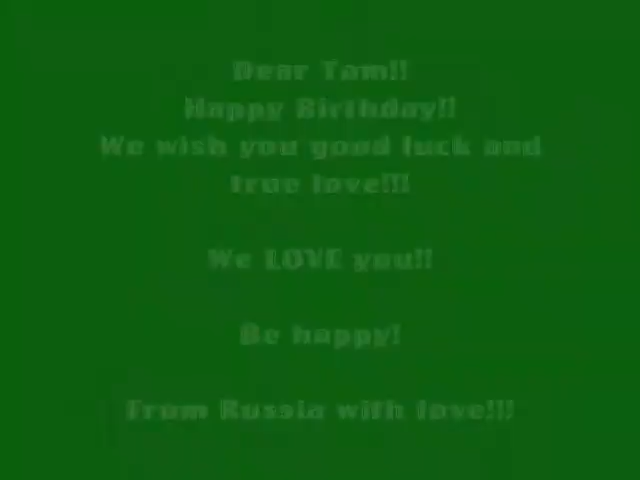 Dear Tom!!
Happy Birthday!!
We wish you good luck and
true love!!!
We LOVE you!!
Be happy!
From Russia with love!!!